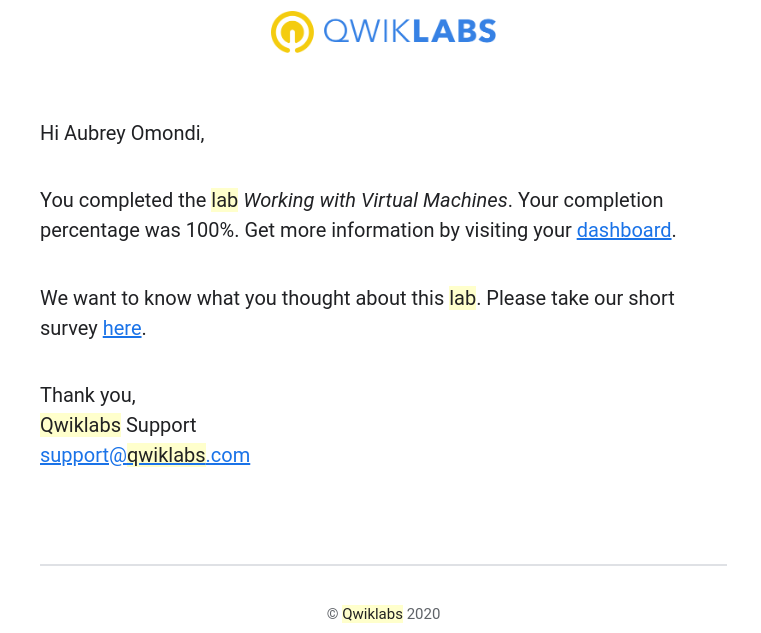 QWIKLABS
Hi Aubrey Omondi,
You completed the lab Working with Virtual Machines. Your completion
percentage was 100%. Get more information by visiting your dashboard.
We want to know what you thought about this lab. Please take our short
survey here.
Thank you,
Qwiklabs Support
support@qwiklabs.com
© Qwiklabs 2020